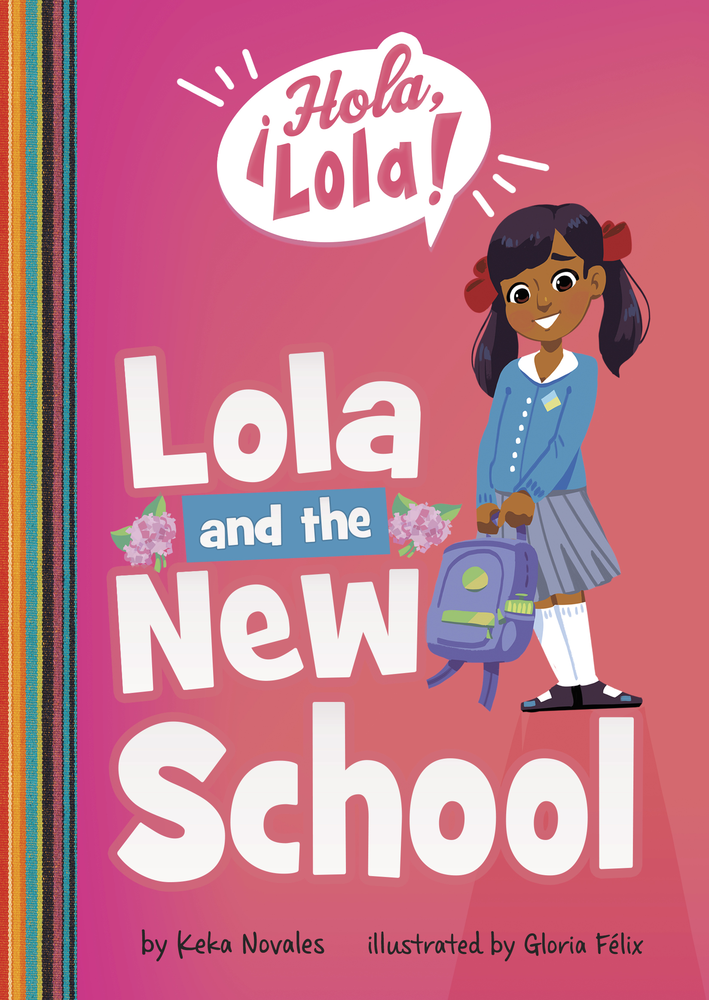 ¡Hola,
Lola!
Lola
and the
New
School
by Keka Novales illustrated by Gloria Félix